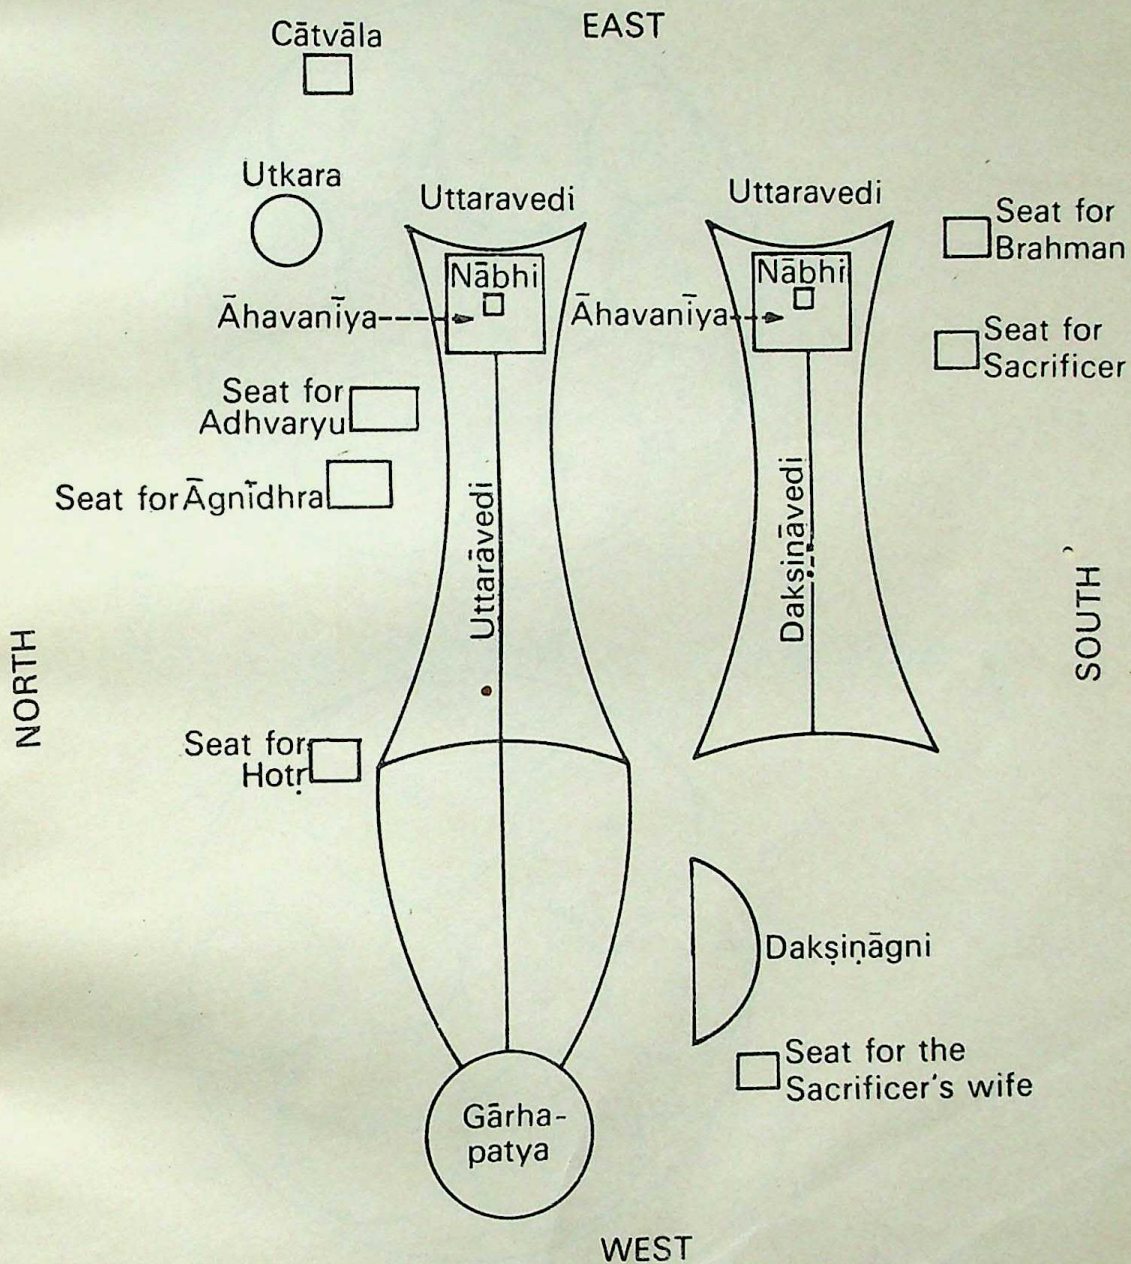 EAST
Cātvāla
Utkara
Uttaravedi
Uttaravedi
Seat for
Brahman
Nābhi
Nābhi
Āhavanīya
Āhavanīya
Seat for
Sacrificer
Seat for
Adhvaryu
Seat for Āgnīdhra
Uttarāvedi
Dakṣiṇāvedi
NORTH
SOUTH
Seat for
Hotṛ
Dakṣiṇāgni
Seat for the
Sacrificer's wife
Gārha-
patya
WEST